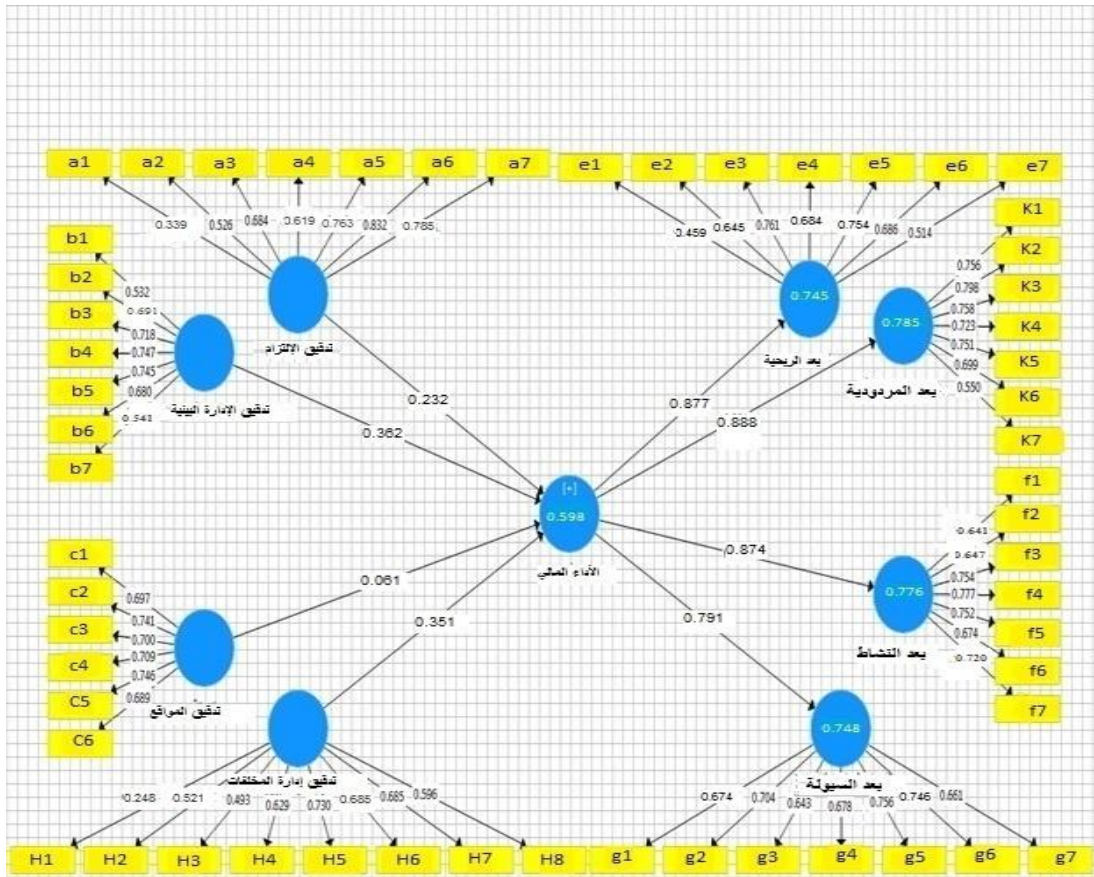 a1 a2 a3 a4 a5 a6 a7
e1 e2 e3 e4 e5 e6 e7
0.339 0.526 0.684 0.619 0.763 0.832 0.785
0.459 0.645 0.761 0.684 0.754 0.686 0.514
b1
b2
b3
b4
b5
b6
b7
0.532
0.691
0.718
0.747
0.745
0.680
0.541
تدقيق الإلتزام
تدقيق الإدارة البيئية
0.745
بعد الربحية
0.785
بعد المردودية
K1
K2
K3
K4
K5
K6
K7
0.756
0.798
0.758
0.723
0.751
0.699
0.550
0.232
0.362
0.877
0.888
[+]
0.598
الأداء المالي
0.061
0.351
0.874
0.791
c1
c2
c3
c4
C5
C6
0.697
0.741
0.700
0.709
0.746
0.689
تدقيق المواقع
f1
f2
f3
f4
f5
f6
f7
0.641
0.647
0.754
0.777
0.752
0.674
0.720
0.776
بعد النشاط
تدقيق إدارة المخلفات
0.748
بعد السيولة
0.248 0.521 0.493 0.629 0.730 0.685 0.685 0.596
0.674 0.704 0.643 0.678 0.756 0.746 0.661
H1 H2 H3 H4 H5 H6 H7 H8 g1 g2 g3 g4 g5 g6 g7